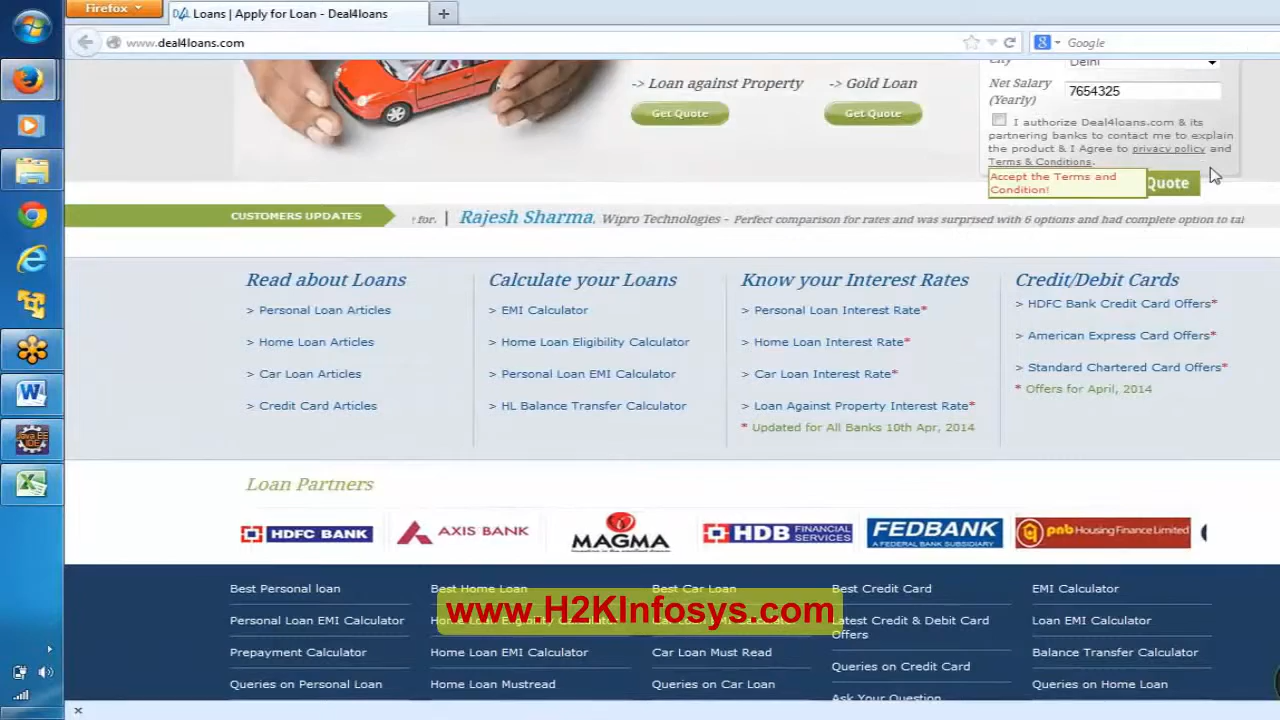 Firefox
Loans | Apply for Loan - Deal4loans
www.deal4loans.com
Google
Delhi
-> Loan against Property
-> Gold Loan
Get Quote
Get Quote
Net Salary
(Yearly)
7654325
I authorize Deal4loans.com & its
partnering banks to contact me to explain
the product & I Agree to privacy policy and
Terms & Conditions.
Accept the Terms and
Condition!
Quote
CUSTOMERS UPDATES
for. | Rajesh Sharma, Wipro Technologies - Perfect comparison for rates and was surprised with 6 options and had complete option to tal
Read about Loans
> Personal Loan Articles
> Home Loan Articles
> Car Loan Articles
> Credit Card Articles
Calculate your Loans
> EMI Calculator
> Home Loan Eligibility Calculator
> Personal Loan EMI Calculator
> HL Balance Transfer Calculator
Know your Interest Rates
> Personal Loan Interest Rate*
> Home Loan Interest Rate*
> Car Loan Interest Rate*
> Loan Against Property Interest Rate*
* Updated for All Banks 10th Apr, 2014
Credit/Debit Cards
> HDFC Bank Credit Card Offers*
> American Express Card Offers*
> Standard Chartered Card Offers*
* Offers for April, 2014
Loan Partners
HDFC BANK
AXIS BANK
MAGMA
HDB FINANCIAL SERVICES
FEDBANK
A FEDERAL BANK SUBSIDIARY
pnb Housing Finance Limited
Best Personal loan
Personal Loan EMI Calculator
Prepayment Calculator
Queries on Personal Loan
Best Home Loan
Home Loan EMI Calculator
Home Loan Mustread
Best Car Loan
Car Loan Must Read
Queries on Car Loan
Best Credit Card
Latest Credit & Debit Card
Offers
Queries on Credit Card
Ask Your Question
EMI Calculator
Loan EMI Calculator
Balance Transfer Calculator
Queries on Home Loan
www.H2KInfosys.com